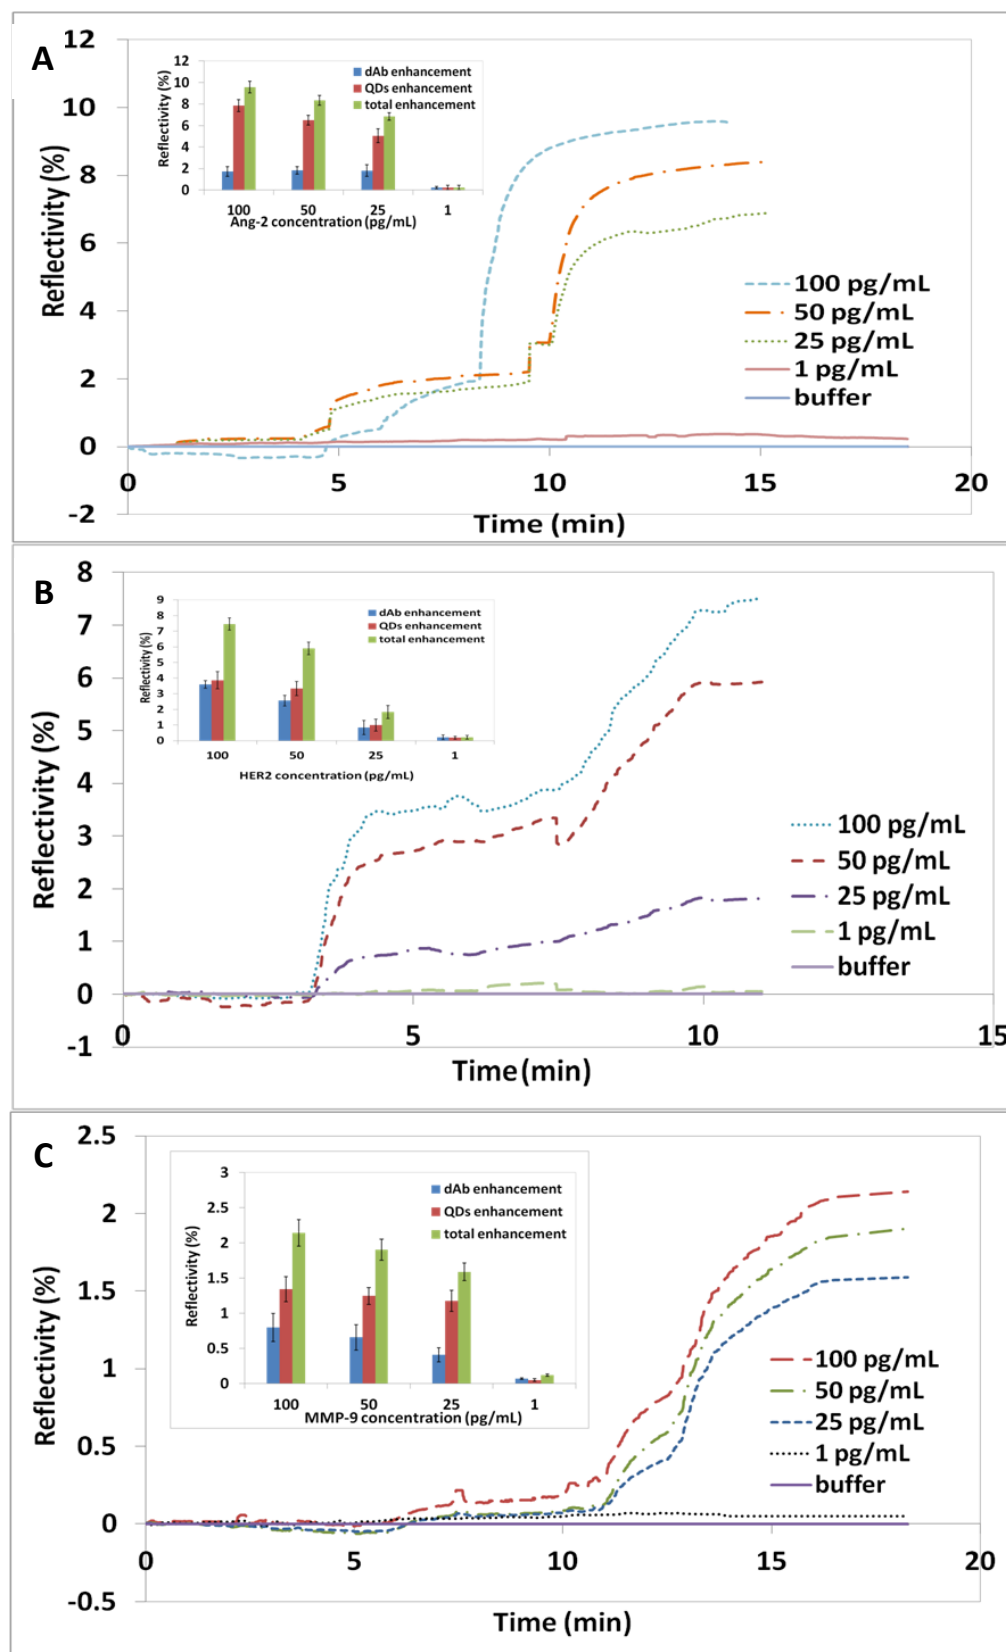 A
12
10
8
6
4
2
0
-2
Reflectivity (%)
0 5 10 15 20
Time (min)
12
10
8
6
4
2
0
Reflectivity (%)
dAb enhancement
QDs enhancement
total enhancement
100 50 25 1
Ang-2 concentration (pg/mL)
100 pg/mL
50 pg/mL
25 pg/mL
1 pg/mL
buffer
B
8
7
6
5
4
3
2
1
0
-1
Reflectivity (%)
0 5 10 15
Time (min)
9
8
7
6
5
4
3
2
1
0
Reflectivity (%)
dAb enhancement
QDs enhancement
total enhancement
100 50 25 1
HER2 concentration (pg/mL)
100 pg/mL
50 pg/mL
25 pg/mL
1 pg/mL
buffer
C
2.5
2
1.5
1
0.5
0
-0.5
Reflectivity (%)
0 5 10 15 20
Time (min)
3
2.5
2
1.5
1
0.5
0
Reflectivity (%)
dAb enhancement
QDs enhancement
total enhancement
100 50 25 1
MMP-9 concentration (pg/mL)
100 pg/mL
50 pg/mL
25 pg/mL
1 pg/mL
buffer